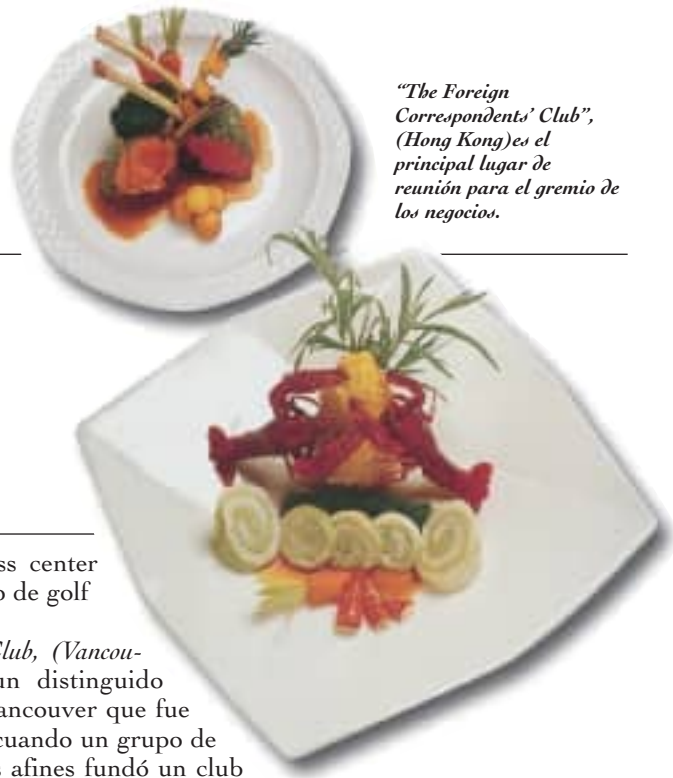 “The Foreign
Correspondents’ Club”,
(Hong Kong)es el
principal lugar de
reunión para el gremio de
los negocios.
ss center
o de golf
Club, (Vancou-
un distinguido
ancouver que fue
cuando un grupo de
s afines fundó un club